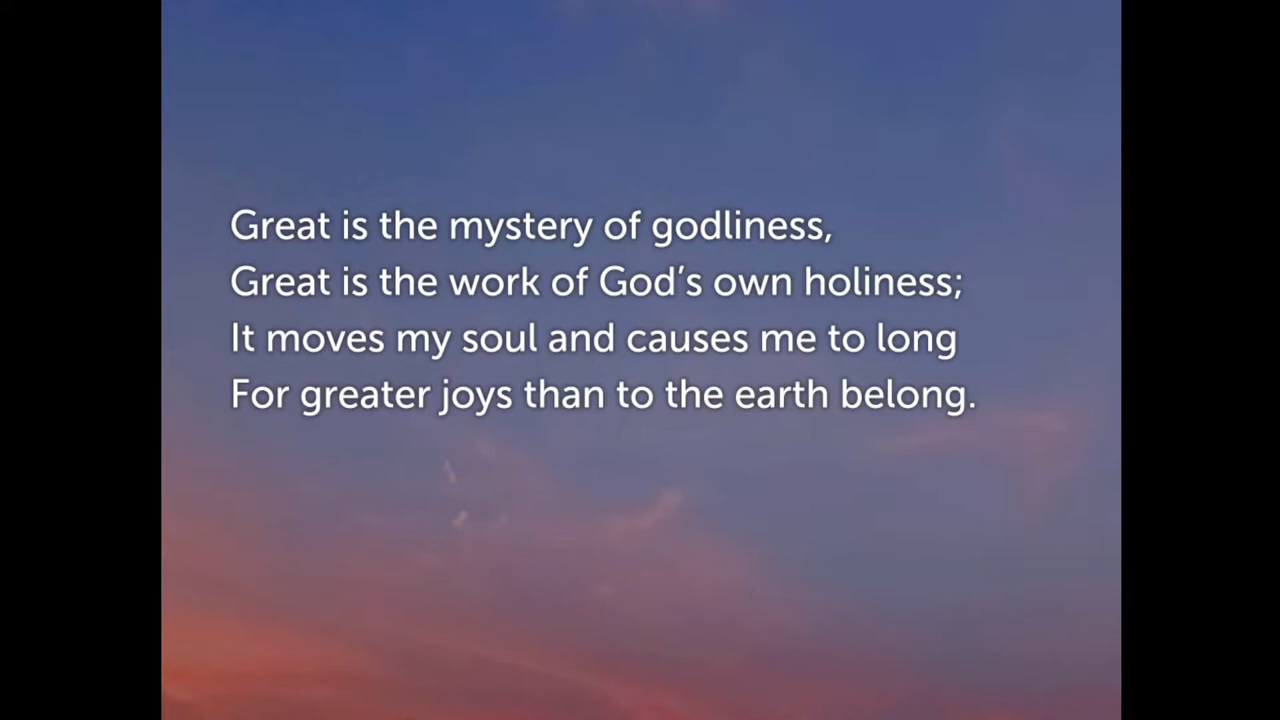 Great is the mystery of godliness,
Great is the work of God’s own holiness;
It moves my soul and causes me to long
For greater joys than to the earth belong.